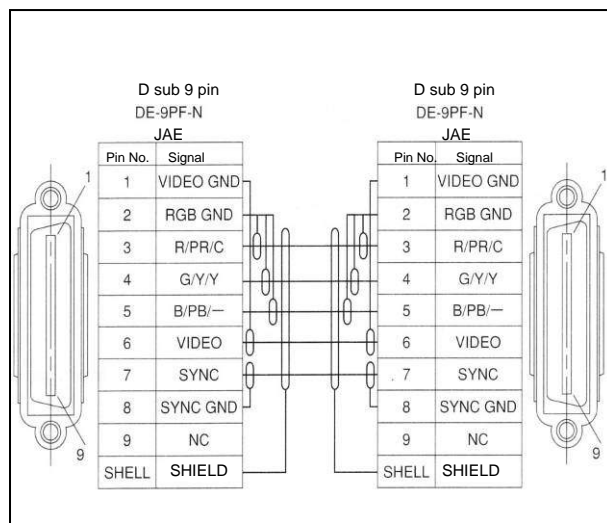 D sub 9 pin
DE-9PF-N
JAE
Pin No. Signal
1 VIDEO GND
2 RGB GND
3 R/PR/C
4 G/Y/Y
5 B/PB/—
6 VIDEO
7 SYNC
8 SYNC GND
9 NC
SHELL SHIELD
1
9
D sub 9 pin
DE-9PF-N
JAE
Pin No. Signal
1 VIDEO GND
2 RGB GND
3 R/PR/C
4 G/Y/Y
5 B/PB/—
6 VIDEO
7 SYNC
8 SYNC GND
9 NC
SHELL SHIELD
1
9